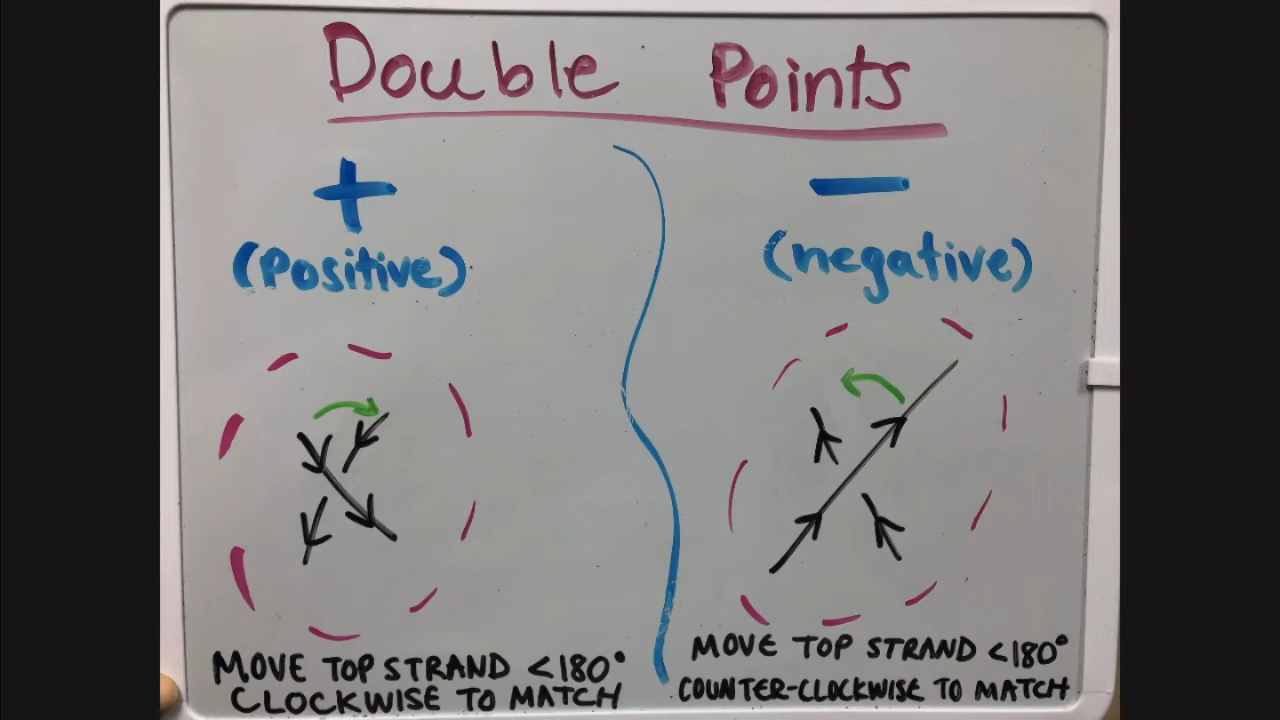 Double Points
+
(Positive)
MOVE TOP STRAND <180°
CLOCKWISE TO MATCH
−
(negative)
MOVE TOP STRAND <180°
COUNTER-CLOCKWISE TO MATCH